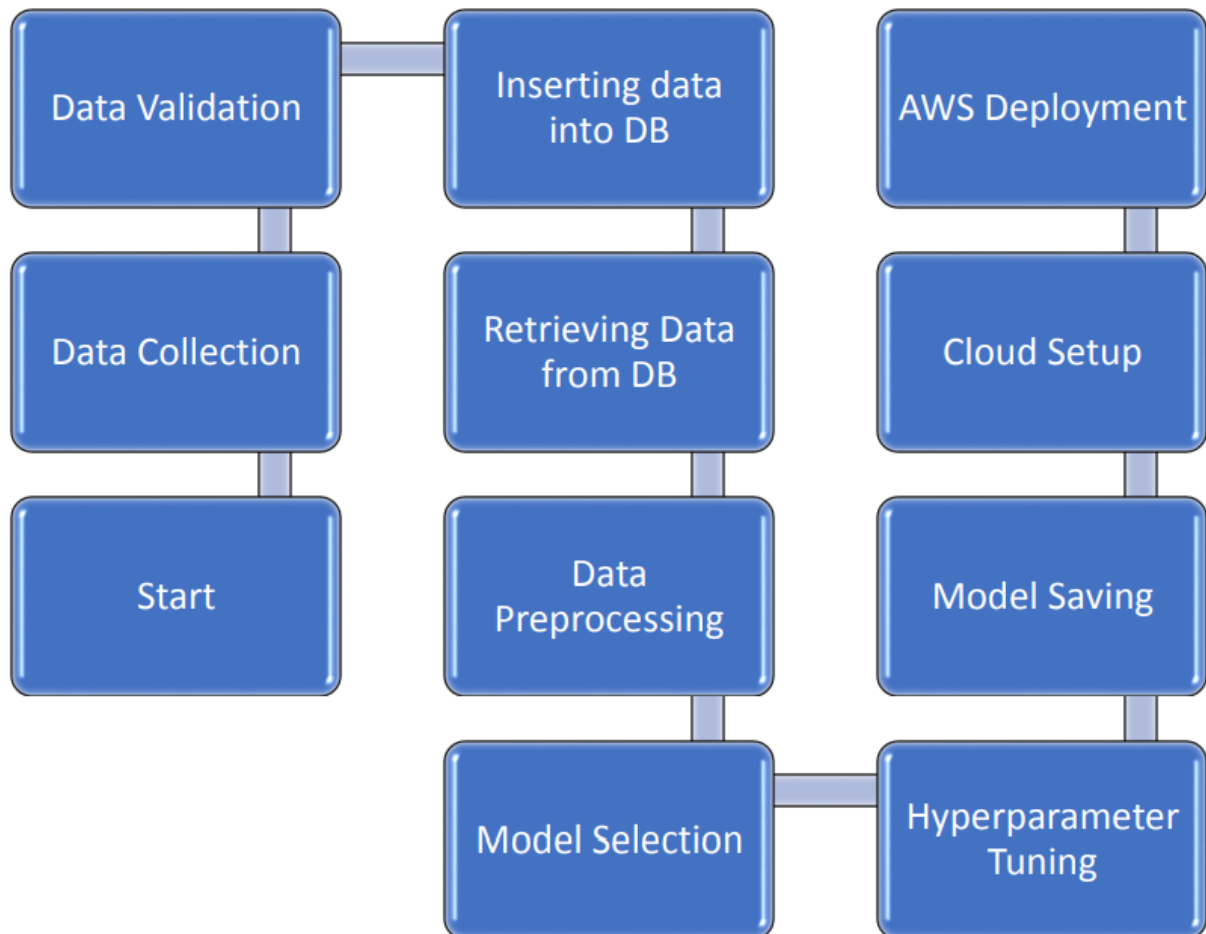 Data Validation
Inserting data
into DB
AWS Deployment
Data Collection
Retrieving Data
from DB
Cloud Setup
Start
Data
Preprocessing
Model Saving
Model Selection
Hyperparameter
Tuning